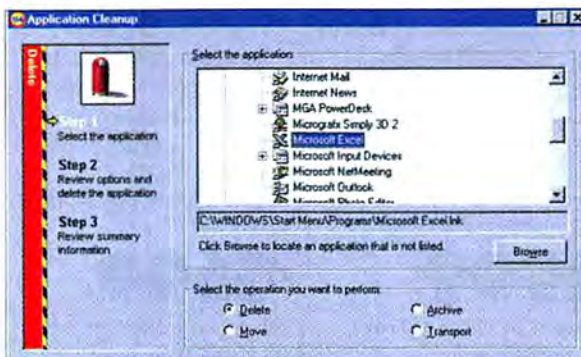 Application Cleanup
Delete
Step 1
Select the application
Step 2
Review options and
delete the application
Step 3
Review summary
information
Select the application:
Internet Mail
Internet News
MGA PowerDesk
Micrografx Simply 3D 2
Microsoft Excel
Microsoft Input Devices
Microsoft NetMeeting
Microsoft Outlook
Microsoft Photo Editor
C:\WINDOWS\Start Menu\Programs\Microsoft Excel.lnk
Click Browse to locate an application that is not listed.
Browse
Select the operation you want to perform:
Delete
Archive
Move
Transport